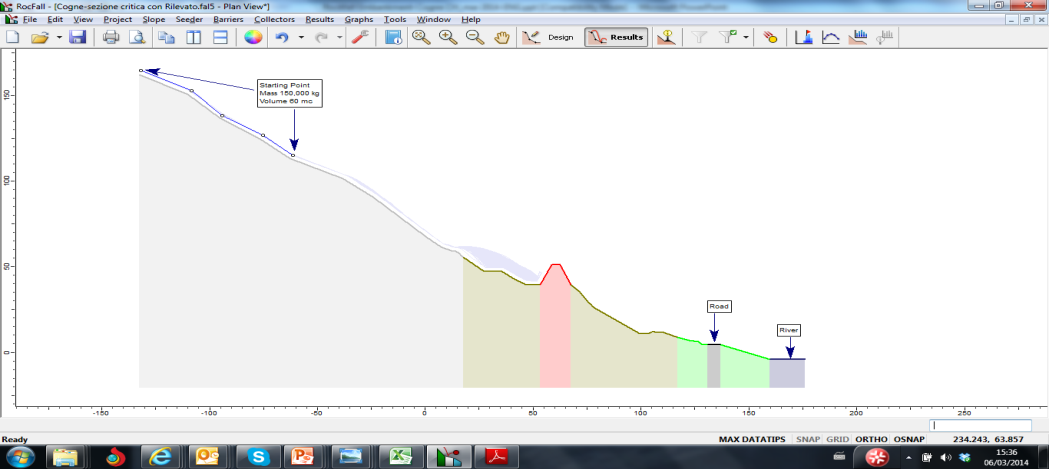 RocFall - [Cogne-sezione critica con Rilevato.fal5 - Plan View*]
File Edit View Project Slope Seeder Barriers Collectors Results Graphs Tools Window Help
Design Results
Starting Point
Mass 150,000 kg
Volume 60 mc
Road
River
150
100
50
0
-150 -100 -50 0 50 100 150 200 250
Ready MAX DATATIPS SNAP GRID ORTHO OSNAP 234.243, 63.857
15:36
06/03/2014